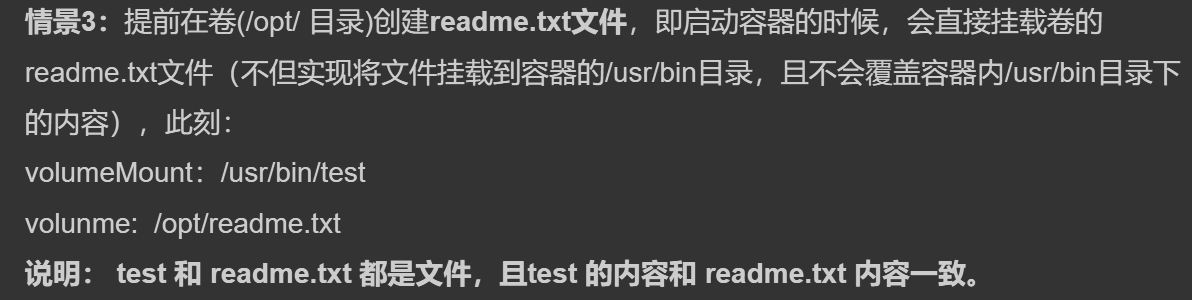 情景3：提前在卷(/opt/ 目录)创建readme.txt文件，即启动容器的时候，会直接挂载卷的
readme.txt文件（不但实现将文件挂载到容器的/usr/bin目录，且不会覆盖容器内/usr/bin目录下
的内容），此刻：
volumeMount：/usr/bin/test
volunme:  /opt/readme.txt
说明： test 和 readme.txt 都是文件，且test 的内容和 readme.txt 内容一致。